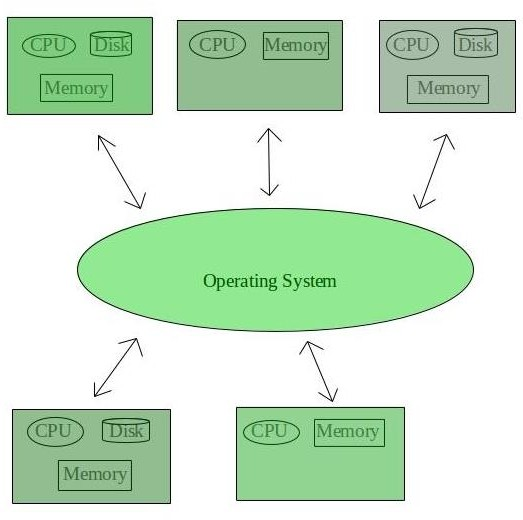 CPU Disk
Memory
CPU Memory
CPU Disk
Memory
Operating System
CPU Disk
Memory
CPU Memory